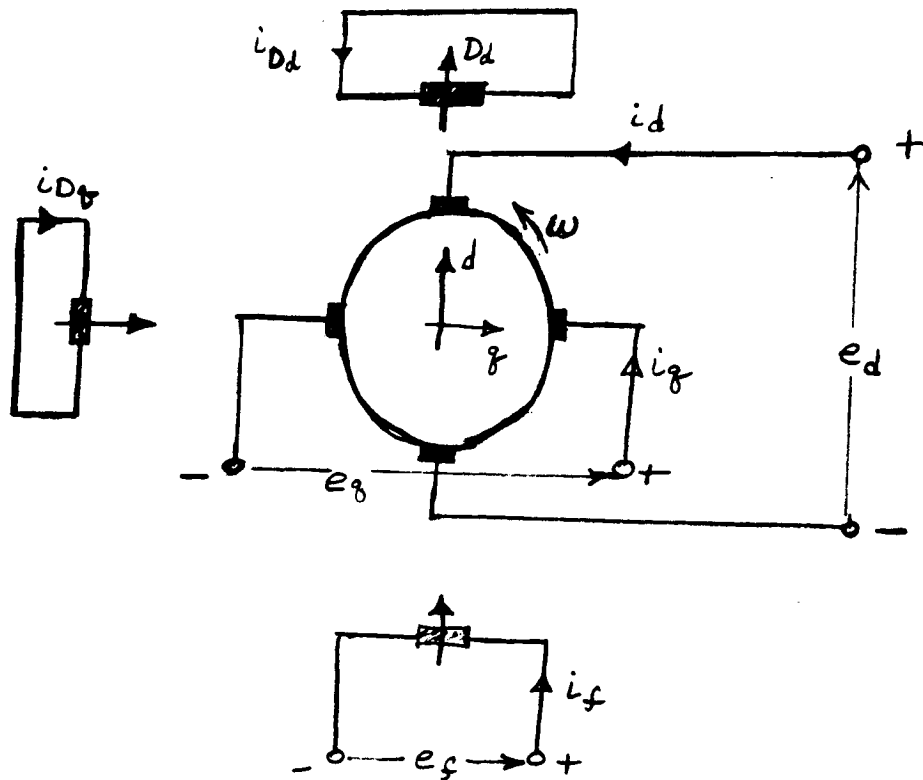 i_Dd
D_d
i_d
+
i_Dq
ω
d
q
i_q
e_d
-
e_q
+
-
i_f
-
e_f
+